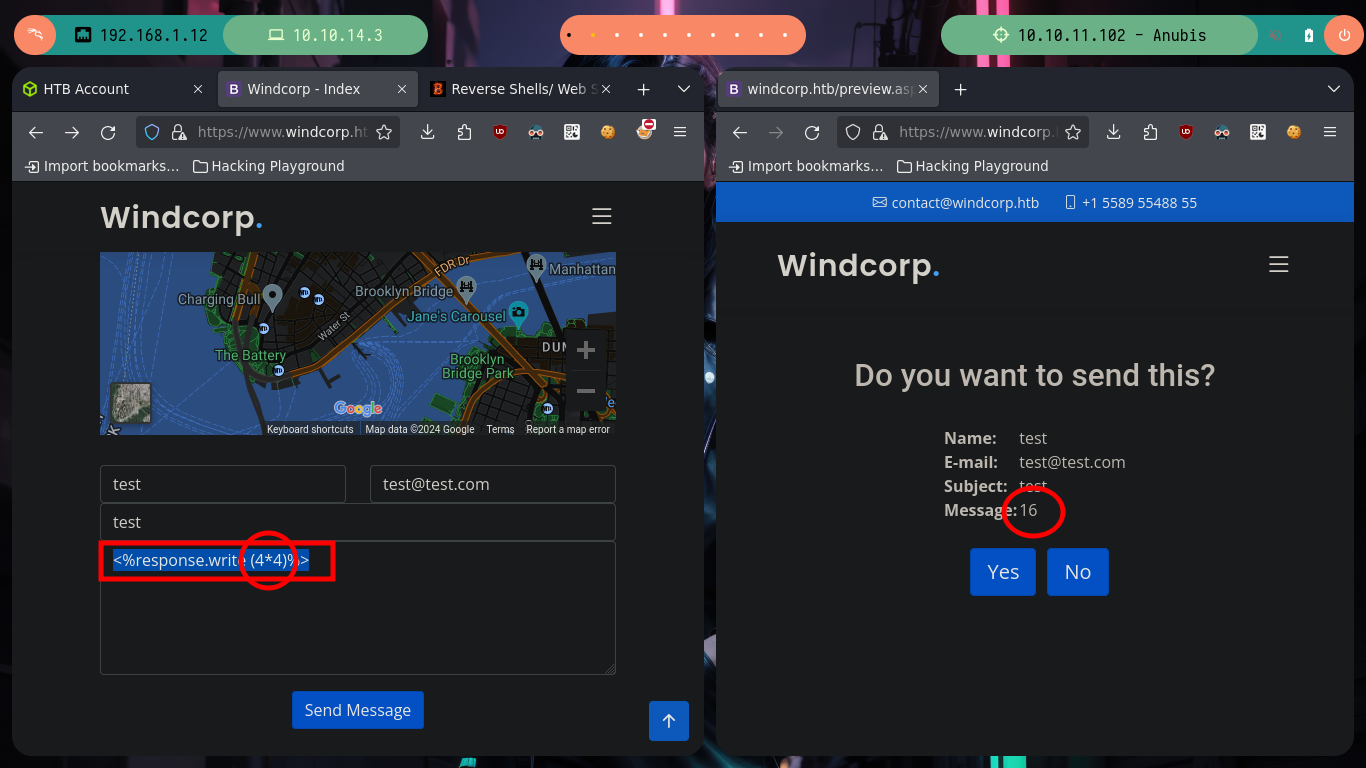 192.168.1.12
10.10.14.3
10.10.11.102 - Anubis
HTB Account
Windcorp - Index
Reverse Shells/ Web S
https://www.windcorp.ht
Import bookmarks...
Hacking Playground
Windcorp.
FDR Dr
Manhattan
Charging Bull
Brooklyn Bridge
Jane's Carousel
Water St
The Battery
DUM
Brooklyn
Bridge Park
Google
Keyboard shortcuts
Map data ©2024 Google
Terms
Report a map error
test
test@test.com
test
<%response.write (4*4)%>
Send Message
windcorp.htb/preview.asp
https://www.windcorp.
Import bookmarks...
Hacking Playground
contact@windcorp.htb
+1 5589 55488 55
Windcorp.
Do you want to send this?
Name: test
E-mail: test@test.com
Subject: test
Message: 16
Yes
No